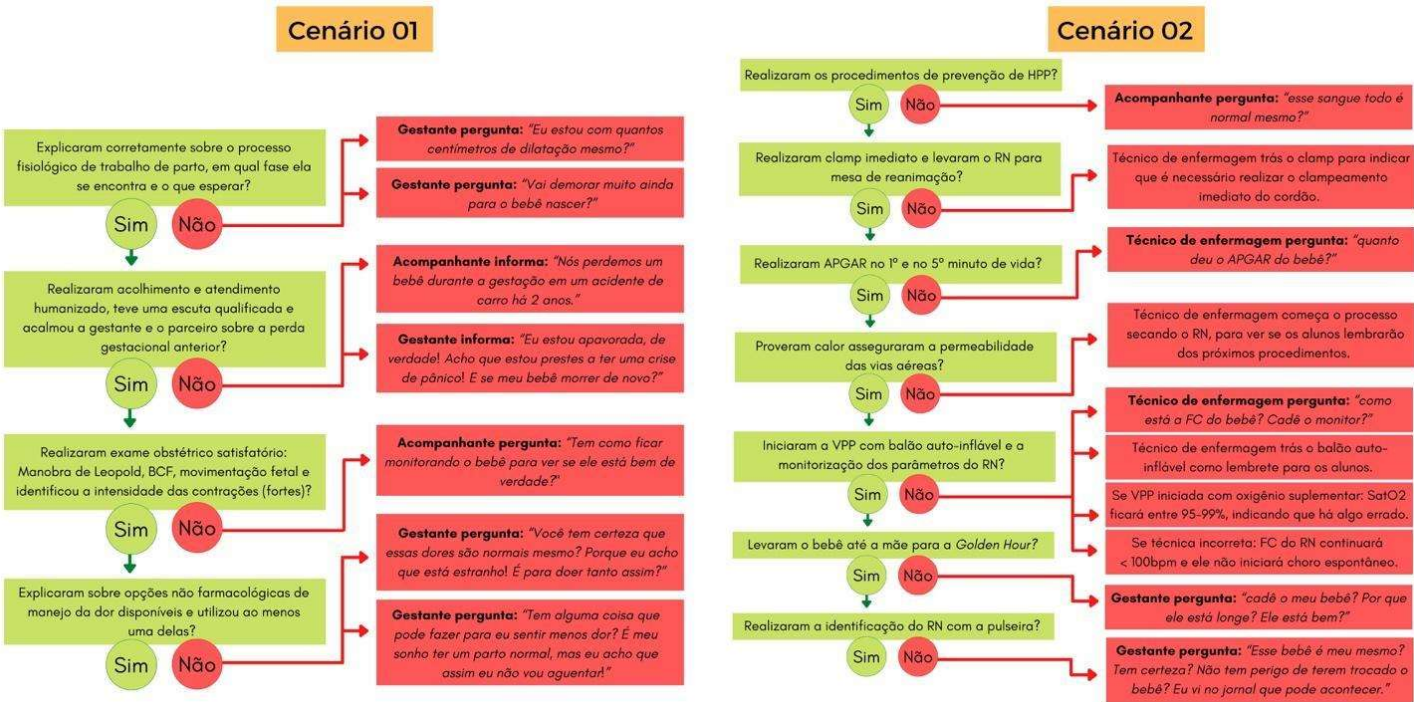 Cenário 01
Explicaram corretamente sobre o processo
fisiológico de trabalho de parto, em qual fase ela
se encontra e o que esperar?
Sim
Não
Gestante pergunta: "Eu estou com quantos
centímetros de dilatação mesmo?"
Gestante pergunta: "Vai demorar muito ainda
para o bebê nascer?"
Realizaram acolhimento e atendimento
humanizado, teve uma escuta qualificada e
acalmou a gestante e o parceiro sobre a perda
gestacional anterior?
Sim
Não
Acompanhante informa: "Nós perdemos um
bebê durante a gestação em um acidente de
carro há 2 anos."
Gestante informa: "Eu estou apavorada, de
verdade! Acho que estou prestes a ter uma crise
de pânico! E se meu bebê morrer de novo?"
Realizaram exame obstétrico satisfatório:
Manobra de Leopold, BCF, movimentação fetal e
identificou a intensidade das contrações (fortes)?
Sim
Não
Acompanhante pergunta: "Tem como ficar
monitorando o bebê para ver se ele está bem de
verdade?"
Explicaram sobre opções não farmacológicas de
manejo da dor disponíveis e utilizou ao menos
uma delas?
Sim
Não
Gestante pergunta: "Você tem certeza que
essas dores são normais mesmo? Porque eu acho
que está estranho! É para doer tanto assim?"
Gestante pergunta: "Tem alguma coisa que
pode fazer para eu sentir menos dor? É meu
sonho ter um parto normal, mas eu acho que
assim eu não vou aguentar!"
Cenário 02
Realizaram os procedimentos de prevenção de HPP?
Sim
Não
Acompanhante pergunta: "esse sangue todo é
normal mesmo?"
Realizaram clamp imediato e levaram o RN para
mesa de reanimação?
Sim
Não
Técnico de enfermagem trás o clamp para indicar
que é necessário realizar o clampeamento
imediato do cordão.
Realizaram APGAR no 1º e no 5º minuto de vida?
Sim
Não
Técnico de enfermagem pergunta: "quanto
deu o APGAR do bebê?"
Proveram calor asseguraram a permeabilidade
das vias aéreas?
Sim
Não
Técnico de enfermagem começa o processo
secando o RN, para ver se os alunos lembrarão
dos próximos procedimentos.
Iniciaram a VPP com balão auto-inflável e a
monitorização dos parâmetros do RN?
Sim
Não
Técnico de enfermagem pergunta: "como
está a FC do bebê? Cadê o monitor?"
Técnico de enfermagem trás o balão auto-
inflável como lembrete para os alunos.
Se VPP iniciada com oxigênio suplementar: SatO2
ficará entre 95-99%, indicando que há algo errado.
Se técnica incorreta: FC do RN continuará
< 100bpm e ele não iniciará choro espontâneo.
Levaram o bebê até a mãe para a Golden Hour?
Sim
Não
Gestante pergunta: "cadê o meu bebê? Por que
ele está longe? Ele está bem?"
Realizaram a identificação do RN com a pulseira?
Sim
Não
Gestante pergunta: "Esse bebê é meu mesmo?
Tem certeza? Não tem perigo de terem trocado o
bebê? Eu vi no jornal que pode acontecer."